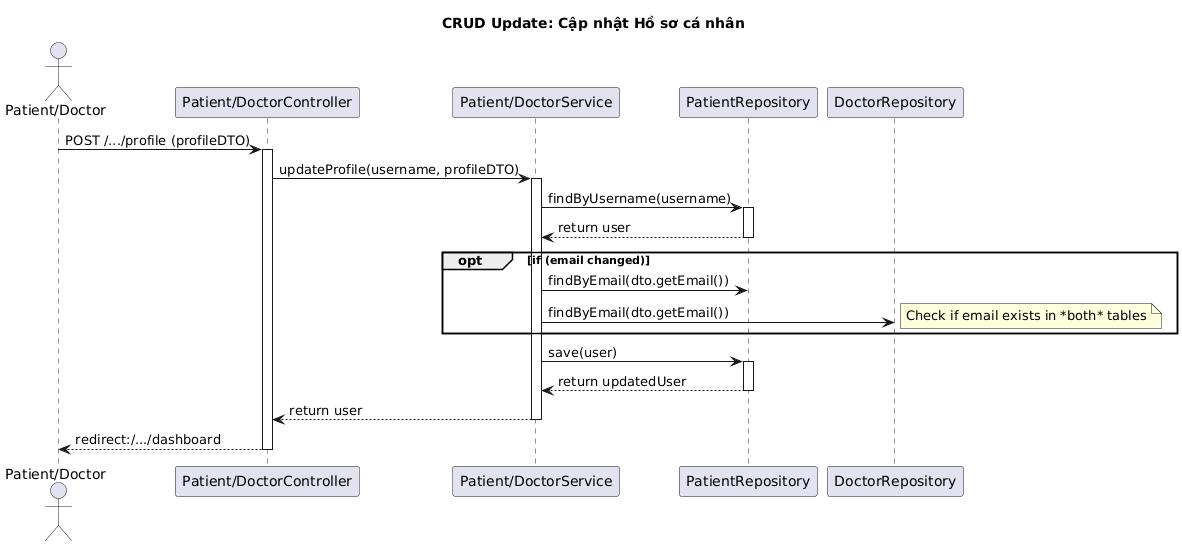 CRUD Update: Cập nhật Hồ sơ cá nhân
Patient/Doctor
Patient/DoctorController
Patient/DoctorService
PatientRepository
DoctorRepository
POST /.../profile (profileDTO)
updateProfile(username, profileDTO)
findByUsername(username)
return user
opt
[if (email changed)]
findByEmail(dto.getEmail())
findByEmail(dto.getEmail())
Check if email exists in *both* tables
save(user)
return updatedUser
return user
redirect:/.../dashboard
Patient/Doctor
Patient/DoctorController
Patient/DoctorService
PatientRepository
DoctorRepository